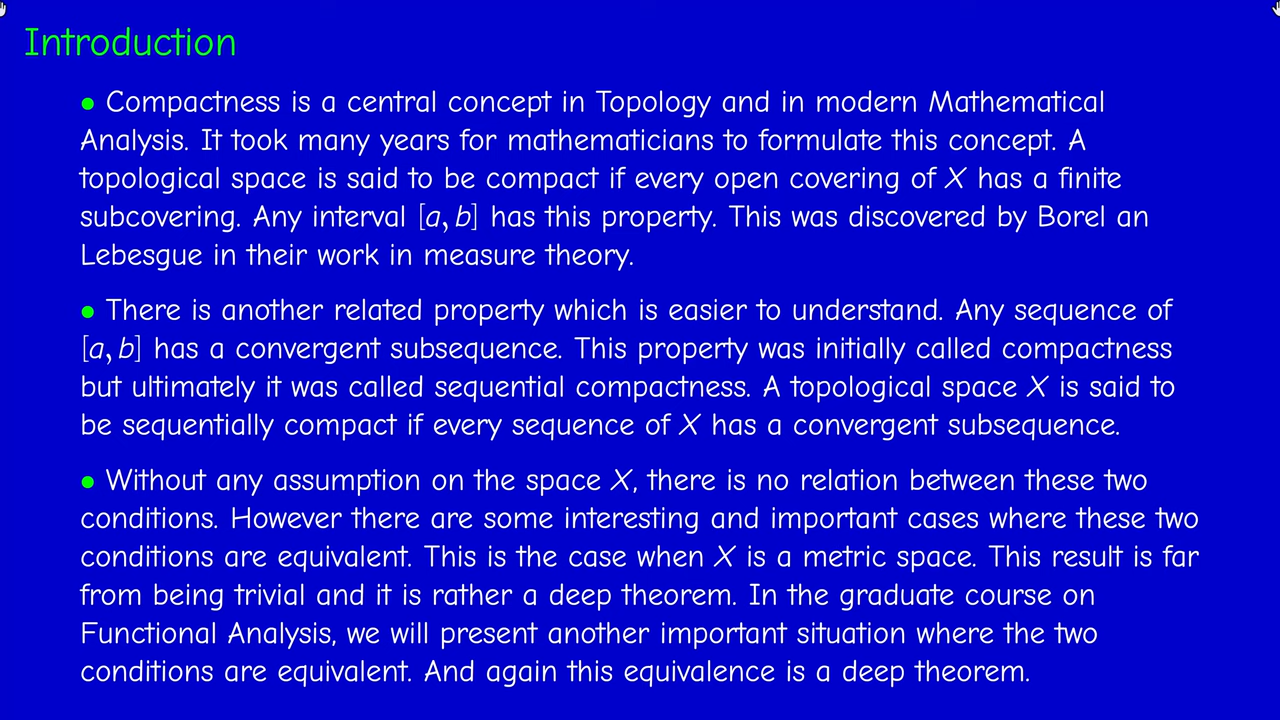 Introduction
• Compactness is a central concept in Topology and in modern Mathematical
Analysis. It took many years for mathematicians to formulate this concept. A
topological space is said to be compact if every open covering of X has a finite
subcovering. Any interval [a, b] has this property. This was discovered by Borel an
Lebesgue in their work in measure theory.
• There is another related property which is easier to understand. Any sequence of
[a, b] has a convergent subsequence. This property was initially called compactness
but ultimately it was called sequential compactness. A topological space X is said to
be sequentially compact if every sequence of X has a convergent subsequence.
• Without any assumption on the space X, there is no relation between these two
conditions. However there are some interesting and important cases where these two
conditions are equivalent. This is the case when X is a metric space. This result is far
from being trivial and it is rather a deep theorem. In the graduate course on
Functional Analysis, we will present another important situation where the two
conditions are equivalent. And again this equivalence is a deep theorem.